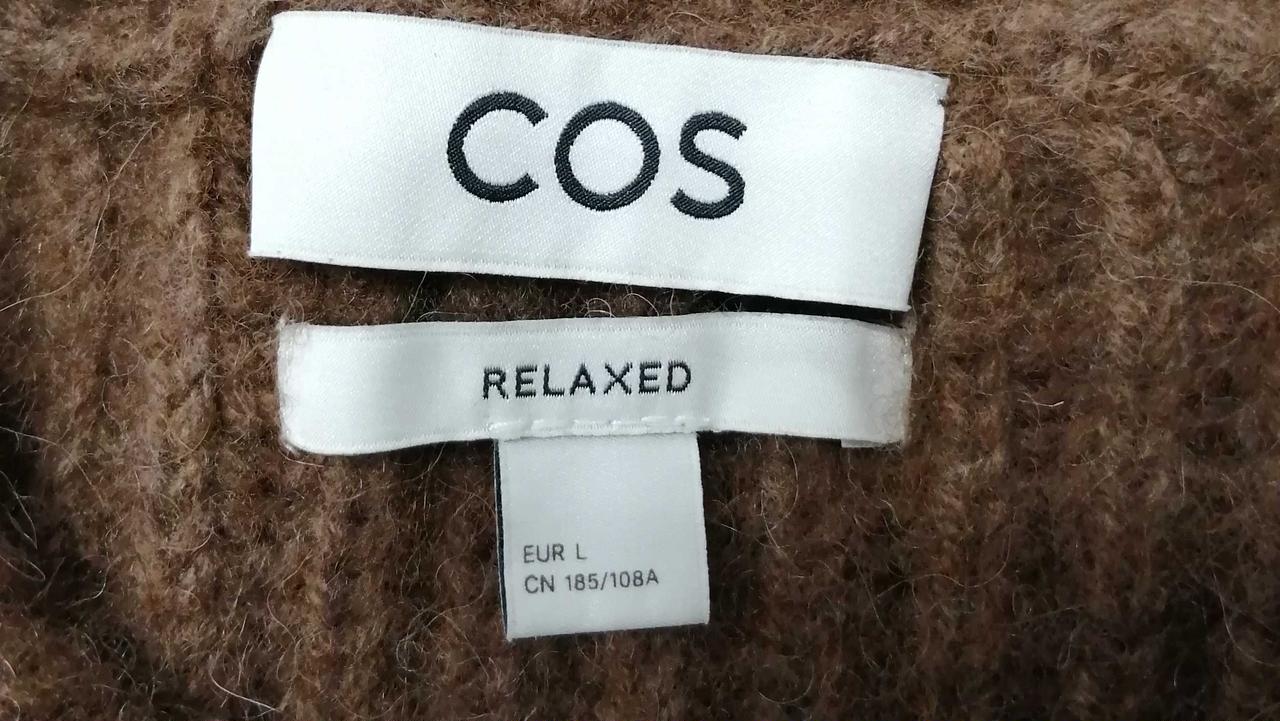 COS
RELAXED
EUR L
CN 185/108A